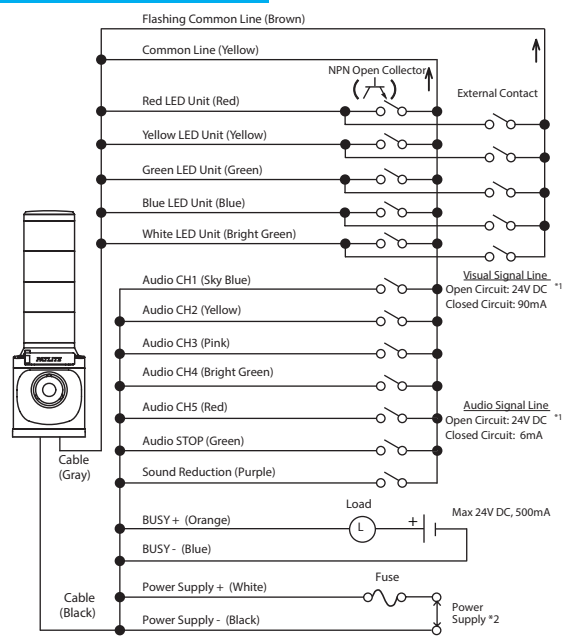 Flashing Common Line (Brown)
Common Line (Yellow)
NPN Open Collector
External Contact
Red LED Unit (Red)
Yellow LED Unit (Yellow)
Green LED Unit (Green)
Blue LED Unit (Blue)
White LED Unit (Bright Green)
Visual Signal Line
Open Circuit: 24V DC *1
Closed Circuit: 90mA
Audio CH1 (Sky Blue)
Audio CH2 (Yellow)
Audio CH3 (Pink)
Audio CH4 (Bright Green)
Audio CH5 (Red)
Audio Signal Line
Open Circuit: 24V DC *1
Closed Circuit: 6mA
Audio STOP (Green)
Sound Reduction (Purple)
PATLITE
Cable
(Gray)
BUSY + (Orange)
Load
L
+
Max 24V DC, 500mA
BUSY - (Blue)
Cable
(Black)
Power Supply + (White)
Fuse
Power Supply - (Black)
Power
Supply *2